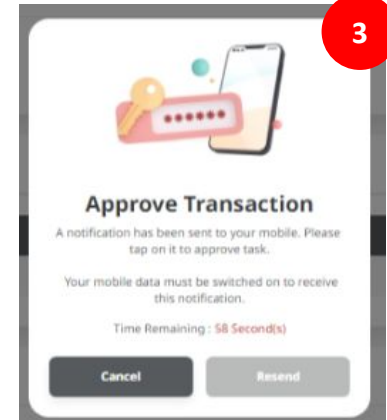 3
Approve Transaction
A notification has been sent to your mobile. Please
tap on it to approve task.
Your mobile data must be switched on to receive
this notification.
Time Remaining : 58 Second(s)
Cancel
Resend